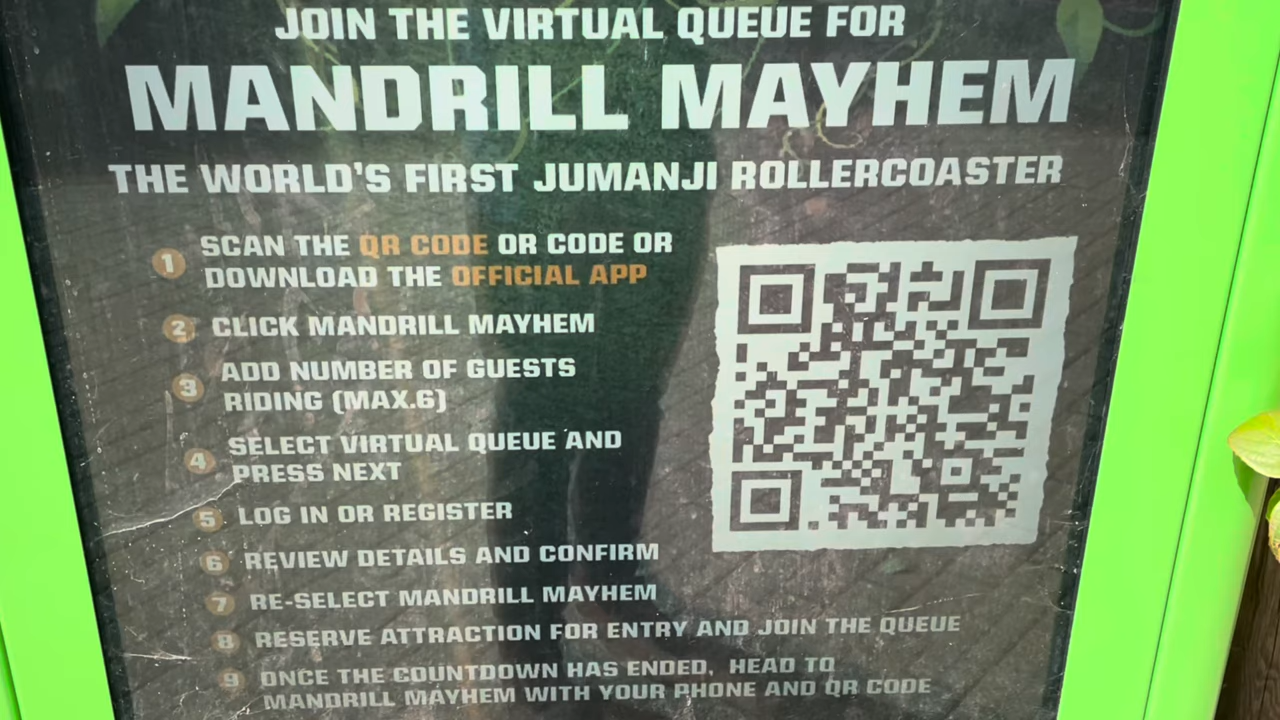 JOIN THE VIRTUAL QUEUE FOR
MANDRILL MAYHEM
THE WORLD'S FIRST JUMANJI ROLLERCOASTER
1 SCAN THE QR CODE OR CODE OR
DOWNLOAD THE OFFICIAL APP
2 CLICK MANDRILL MAYHEM
3 ADD NUMBER OF GUESTS
RIDING (MAX.6)
4 SELECT VIRTUAL QUEUE AND
PRESS NEXT
5 LOG IN OR REGISTER
6 REVIEW DETAILS AND CONFIRM
7 RE-SELECT MANDRILL MAYHEM
8 RESERVE ATTRACTION FOR ENTRY AND JOIN THE QUEUE
9 ONCE THE COUNTDOWN HAS ENDED, HEAD TO
MANDRILL MAYHEM WITH YOUR PHONE AND QR CODE